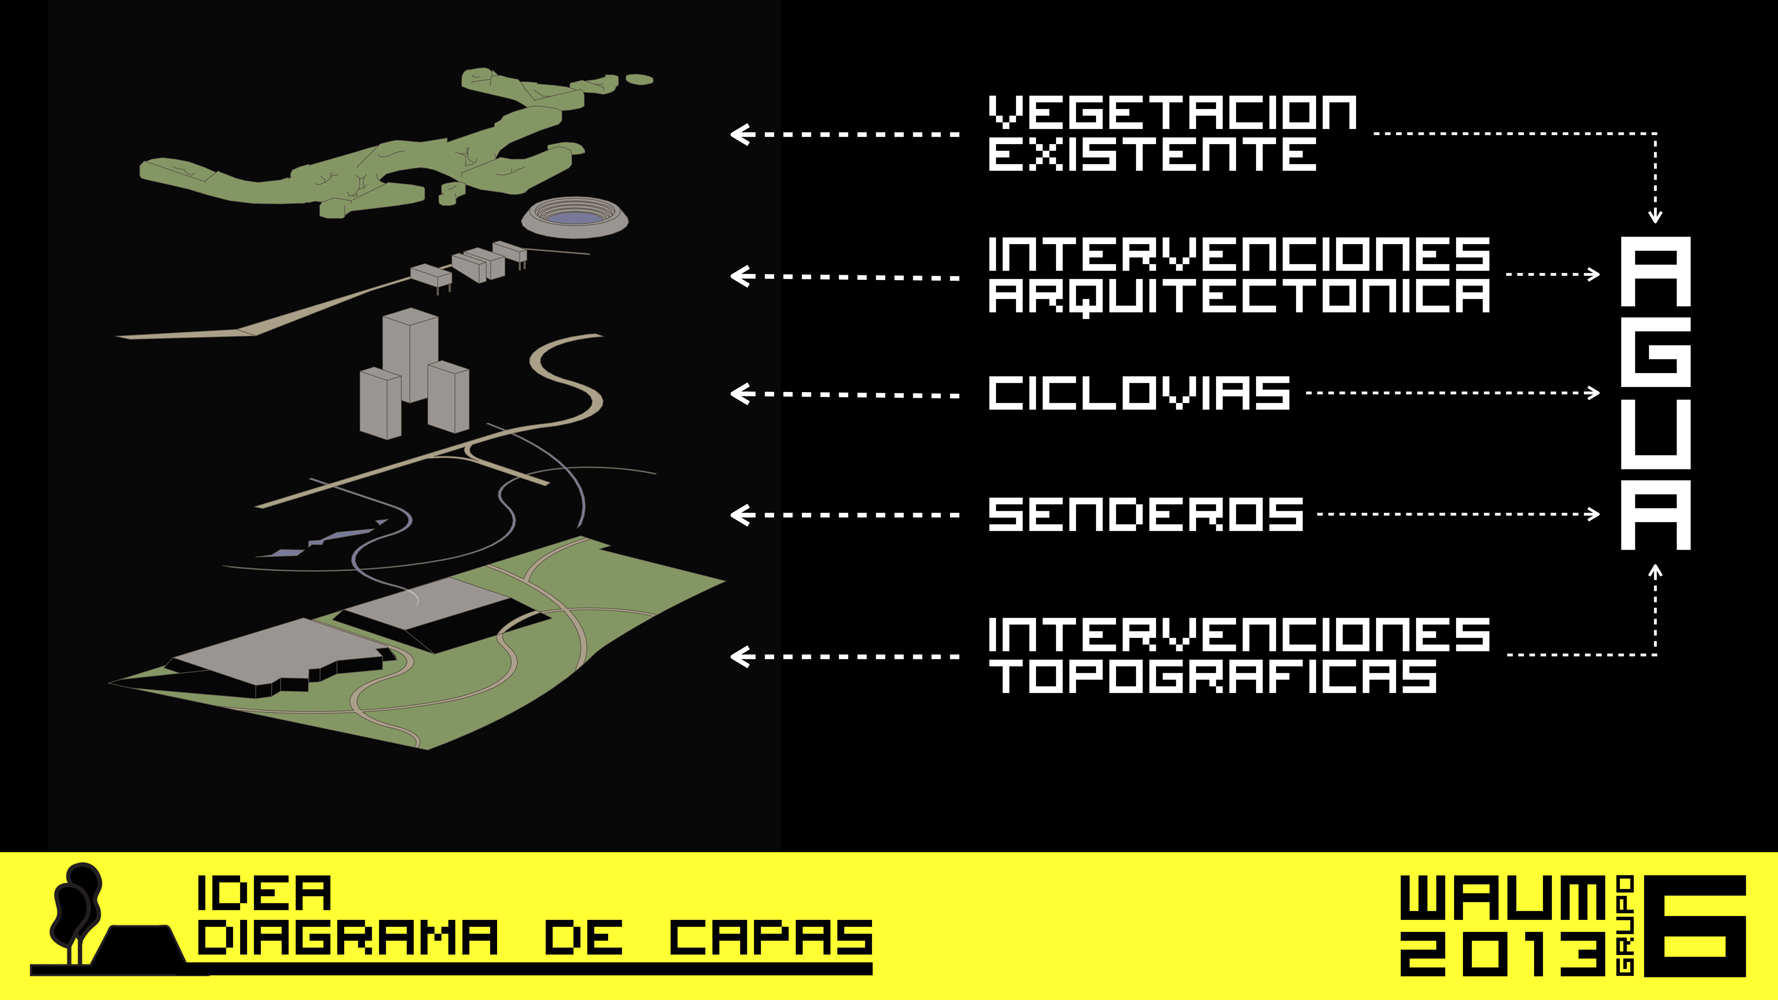 VEGETACION
EXISTENTE
INTERVENCIONES
ARQUITECTONICA
CICLOVIAS
SENDEROS
INTERVENCIONES
TOPOGRAFICAS
AGUA
IDEA
DIAGRAMA DE CAPAS
WAUM
2013
GRUPO
6